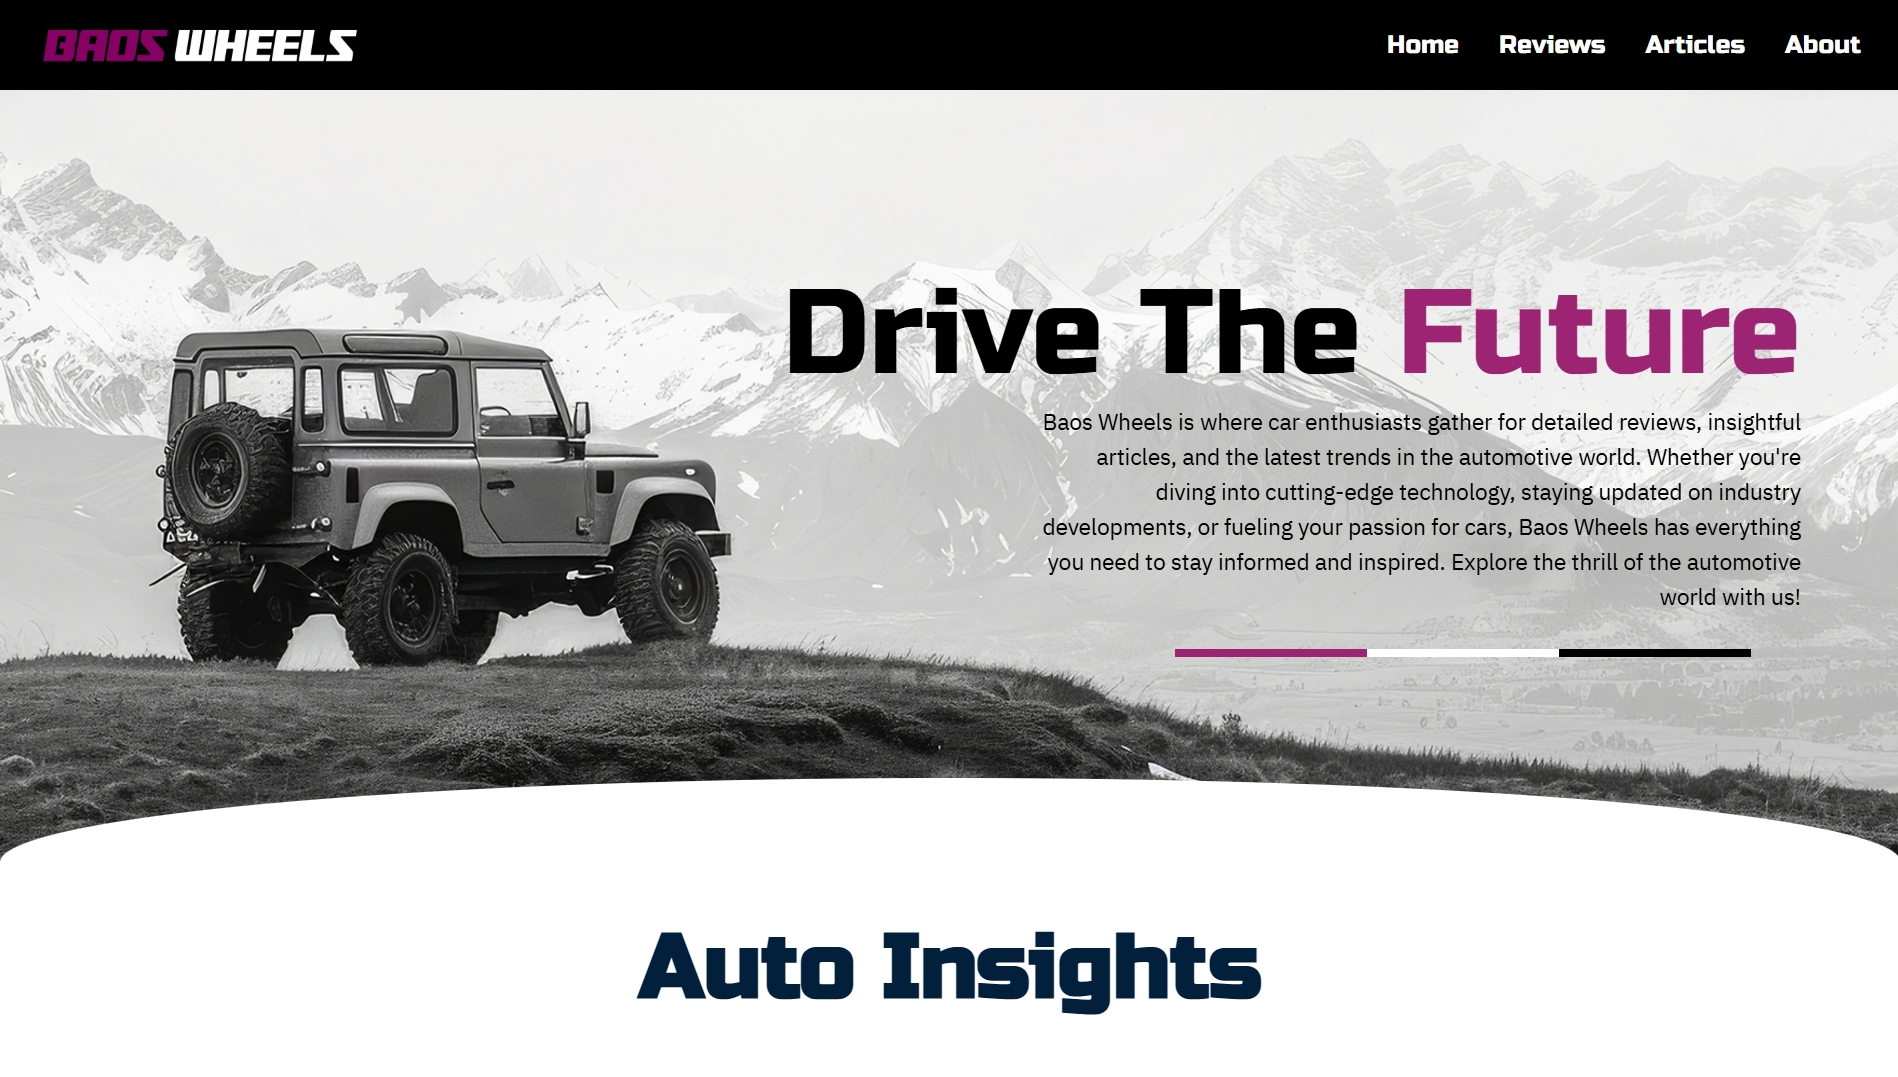 BAOS WHEELS
Home Reviews Articles About
Drive The Future
Baos Wheels is where car enthusiasts gather for detailed reviews, insightful
articles, and the latest trends in the automotive world. Whether you're
diving into cutting-edge technology, staying updated on industry
developments, or fueling your passion for cars, Baos Wheels has everything
you need to stay informed and inspired. Explore the thrill of the automotive
world with us!
Auto Insights